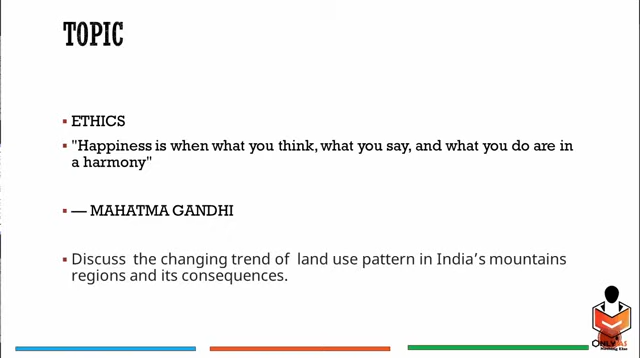 TOPIC
ETHICS
"Happiness is when what you think, what you say, and what you do are in
a harmony"
— MAHATMA GANDHI
Discuss the changing trend of land use pattern in India's mountains
regions and its consequences.
ONLY IAS